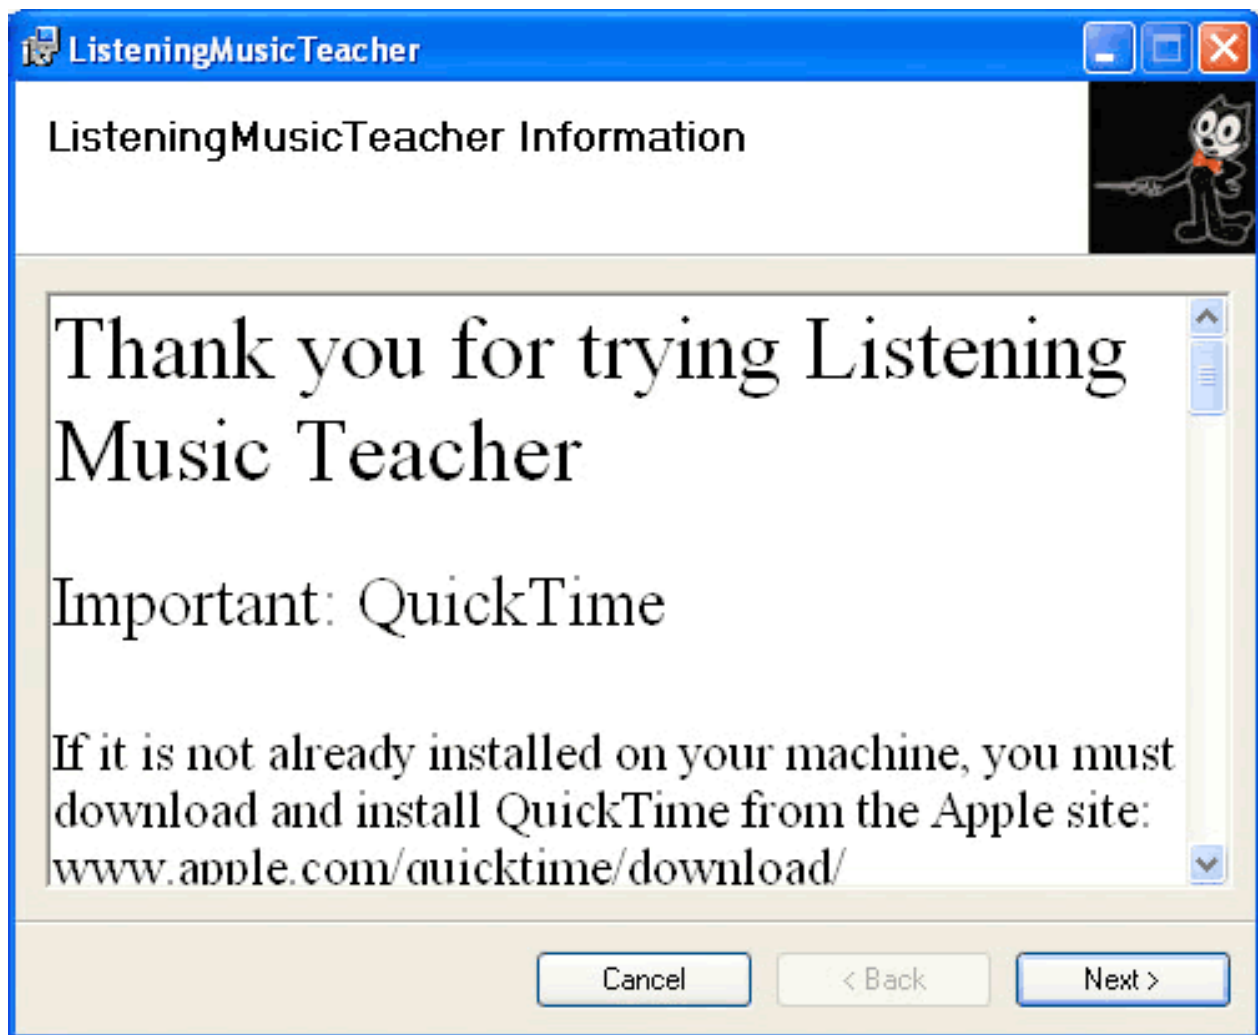 ListeningMusicTeacher
ListeningMusicTeacher Information
Thank you for trying Listening
Music Teacher
Important: QuickTime
If it is not already installed on your machine, you must
download and install QuickTime from the Apple site:
www.apple.com/quicktime/download/
Cancel
< Back
Next >